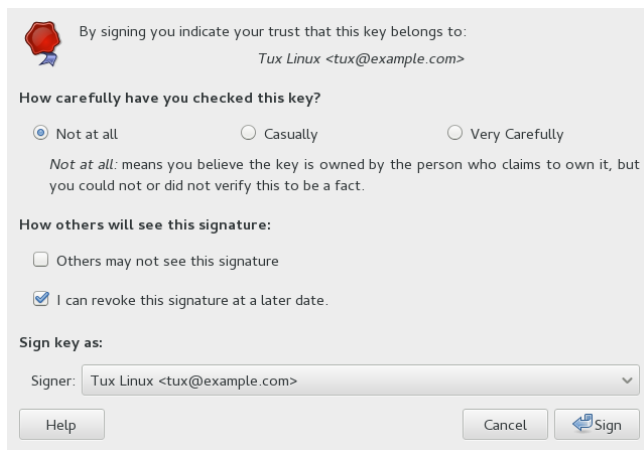 By signing you indicate your trust that this key belongs to:
Tux Linux <tux@example.com>
How carefully have you checked this key?
Not at all
Casually
Very Carefully
Not at all: means you believe the key is owned by the person who claims to own it, but
you could not or did not verify this to be a fact.
How others will see this signature:
Others may not see this signature
I can revoke this signature at a later date.
Sign key as:
Signer: Tux Linux <tux@example.com>
Help
Cancel
Sign